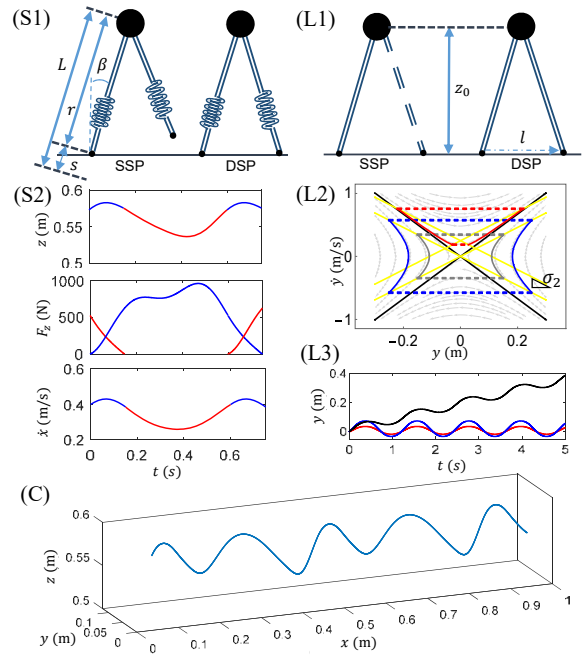 (S1)
(L1)
L
r
β
s
SSP
DSP
z₀
l
SSP
DSP
(S2)
0.6
0.55
0.5
z (m)
1000
500
0
F_z (N)
0.6
0.4
0.2
ẋ (m/s)
0 0.2 0.4 0.6
t (s)
(L2)
1
0
-1
ẏ (m/s)
σ₂
−0.2 0 0.2
y (m)
(L3)
0.4
0.2
0
y (m)
0 1 2 3 4 5
t (s)
(C)
0.6
0.55
0.5
z (m)
0.1
0.05
0
y (m)
0 0.1 0.2 0.3 0.4 0.5 0.6 0.7 0.8 0.9 1
x (m)